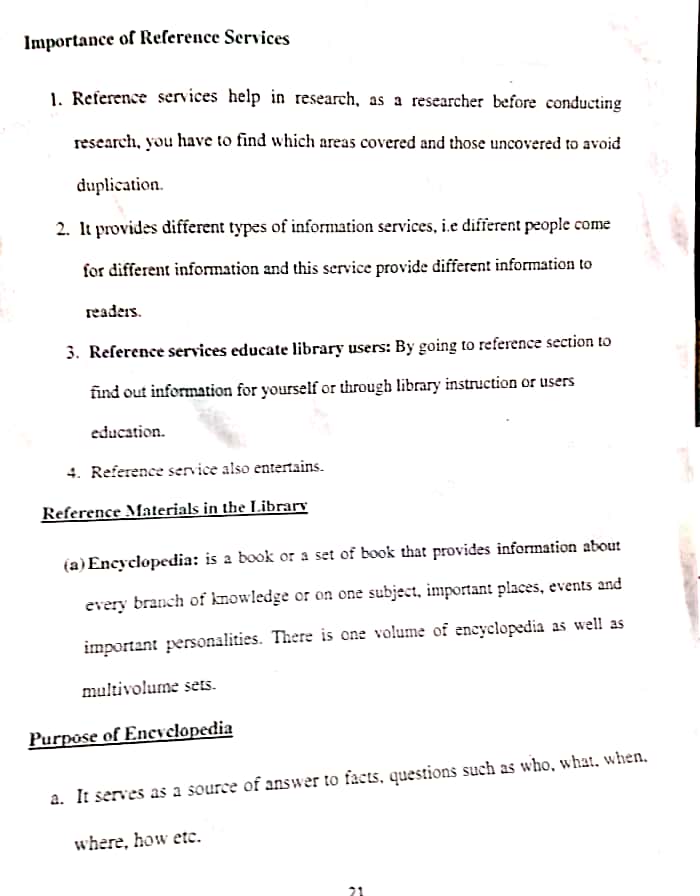 Importance of Reference Services
1. Reference services help in research, as a researcher before conducting
research, you have to find which areas covered and those uncovered to avoid
duplication.
2. It provides different types of information services, i.e different people come
for different information and this service provide different information to
readers.
3. Reference services educate library users: By going to reference section to
find out information for yourself or through library instruction or users
education.
4. Reference service also entertains.
Reference Materials in the Library
(a) Encyclopedia: is a book or a set of book that provides information about
every branch of knowledge or on one subject, important places, events and
important personalities. There is one volume of encyclopedia as well as
multivolume sets.
Purpose of Encyclopedia
a. It serves as a source of answer to facts, questions such as who, what, when,
where, how etc.
21